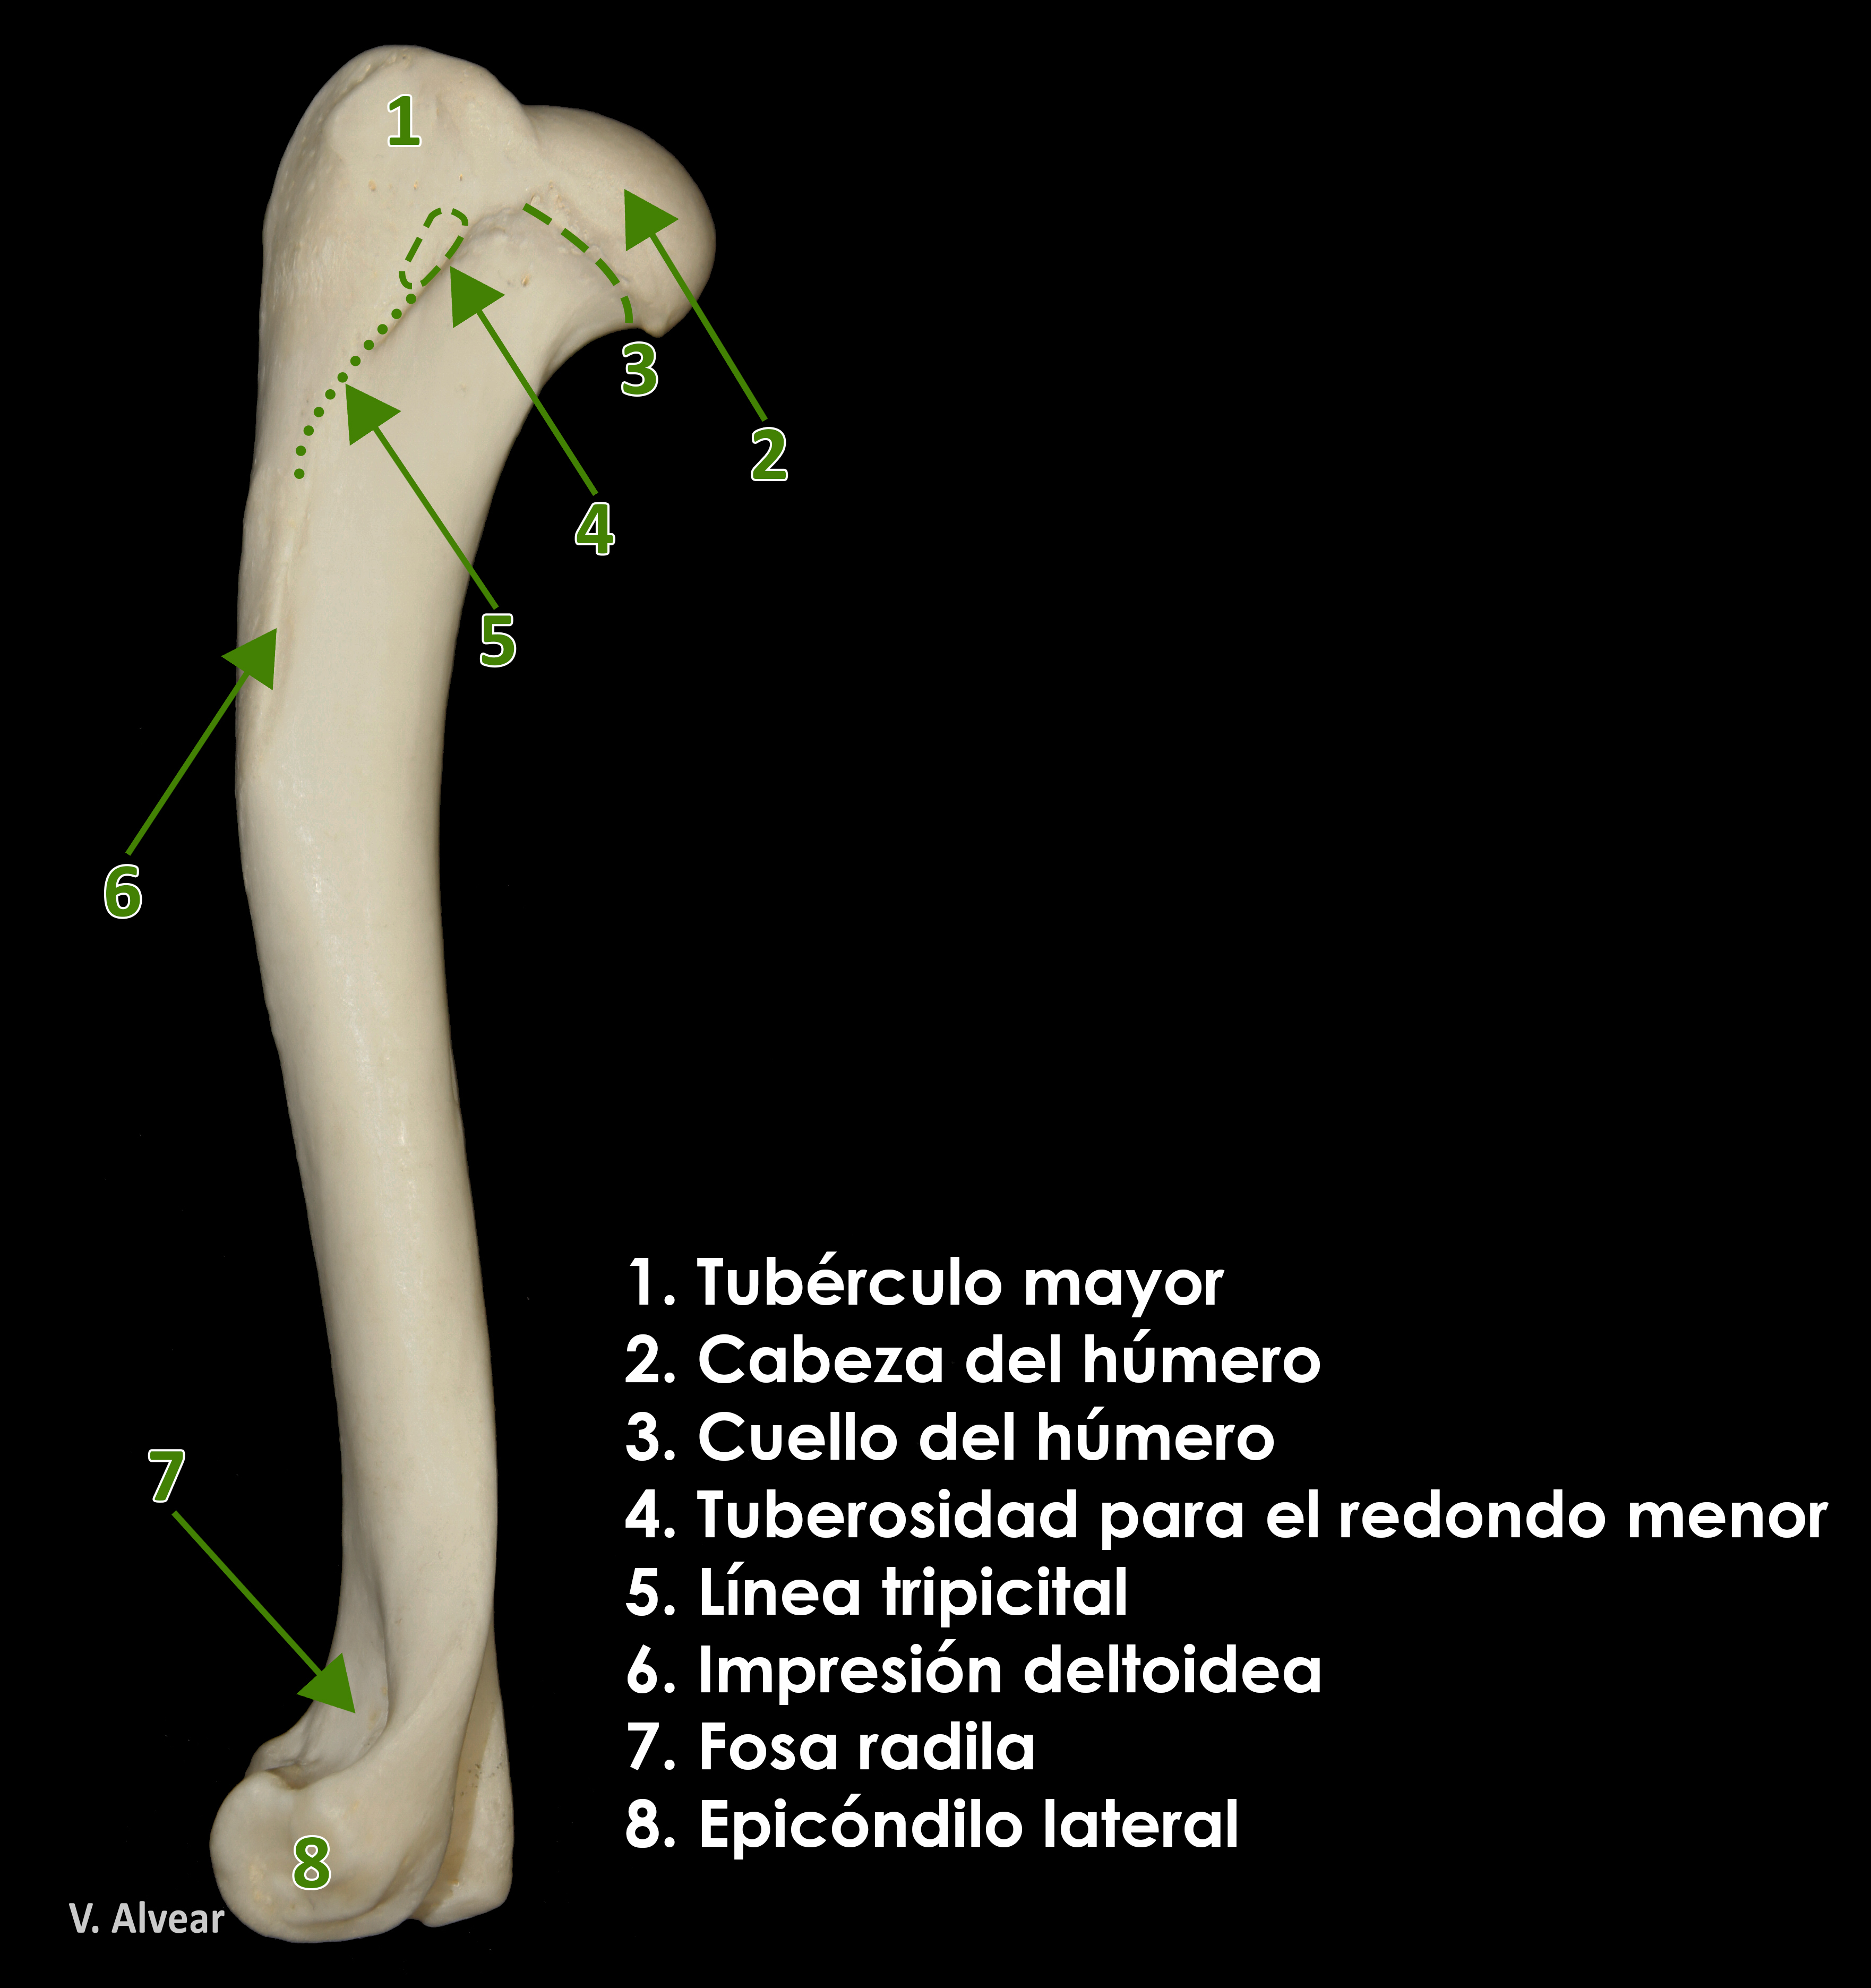 1
2
3
4
5
6
7
8
1. Tubérculo mayor
2. Cabeza del húmero
3. Cuello del húmero
4. Tuberosidad para el redondo menor
5. Línea tripicital
6. Impresión deltoidea
7. Fosa radila
8. Epicóndilo lateral
V. Alvear